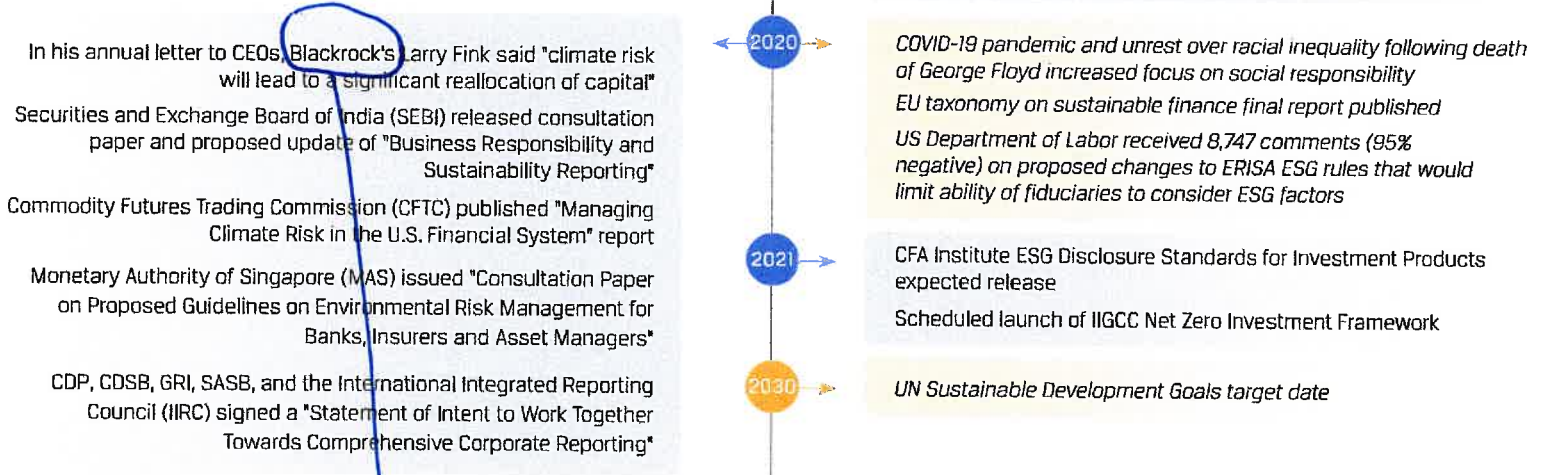 In his annual letter to CEOs, Blackrock's Larry Fink said "climate risk
will lead to a significant reallocation of capital"
Securities and Exchange Board of India (SEBI) released consultation
paper and proposed update of "Business Responsibility and
Sustainability Reporting"
Commodity Futures Trading Commission (CFTC) published "Managing
Climate Risk in the U.S. Financial System" report
Monetary Authority of Singapore (MAS) issued "Consultation Paper
on Proposed Guidelines on Environmental Risk Management for
Banks, Insurers and Asset Managers"
CDP, CDSB, GRI, SASB, and the International Integrated Reporting
Council (IIRC) signed a "Statement of Intent to Work Together
Towards Comprehensive Corporate Reporting"
2020
COVID-19 pandemic and unrest over racial inequality following death
of George Floyd increased focus on social responsibility
EU taxonomy on sustainable finance final report published
US Department of Labor received 8,747 comments (95%
negative) on proposed changes to ERISA ESG rules that would
limit ability of fiduciaries to consider ESG factors
2021
CFA Institute ESG Disclosure Standards for Investment Products
expected release
Scheduled launch of IIGCC Net Zero Investment Framework
2030
UN Sustainable Development Goals target date